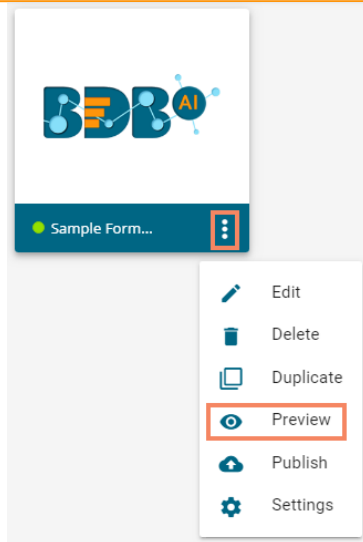 BDB AI
Sample Form...
Edit
Delete
Duplicate
Preview
Publish
Settings